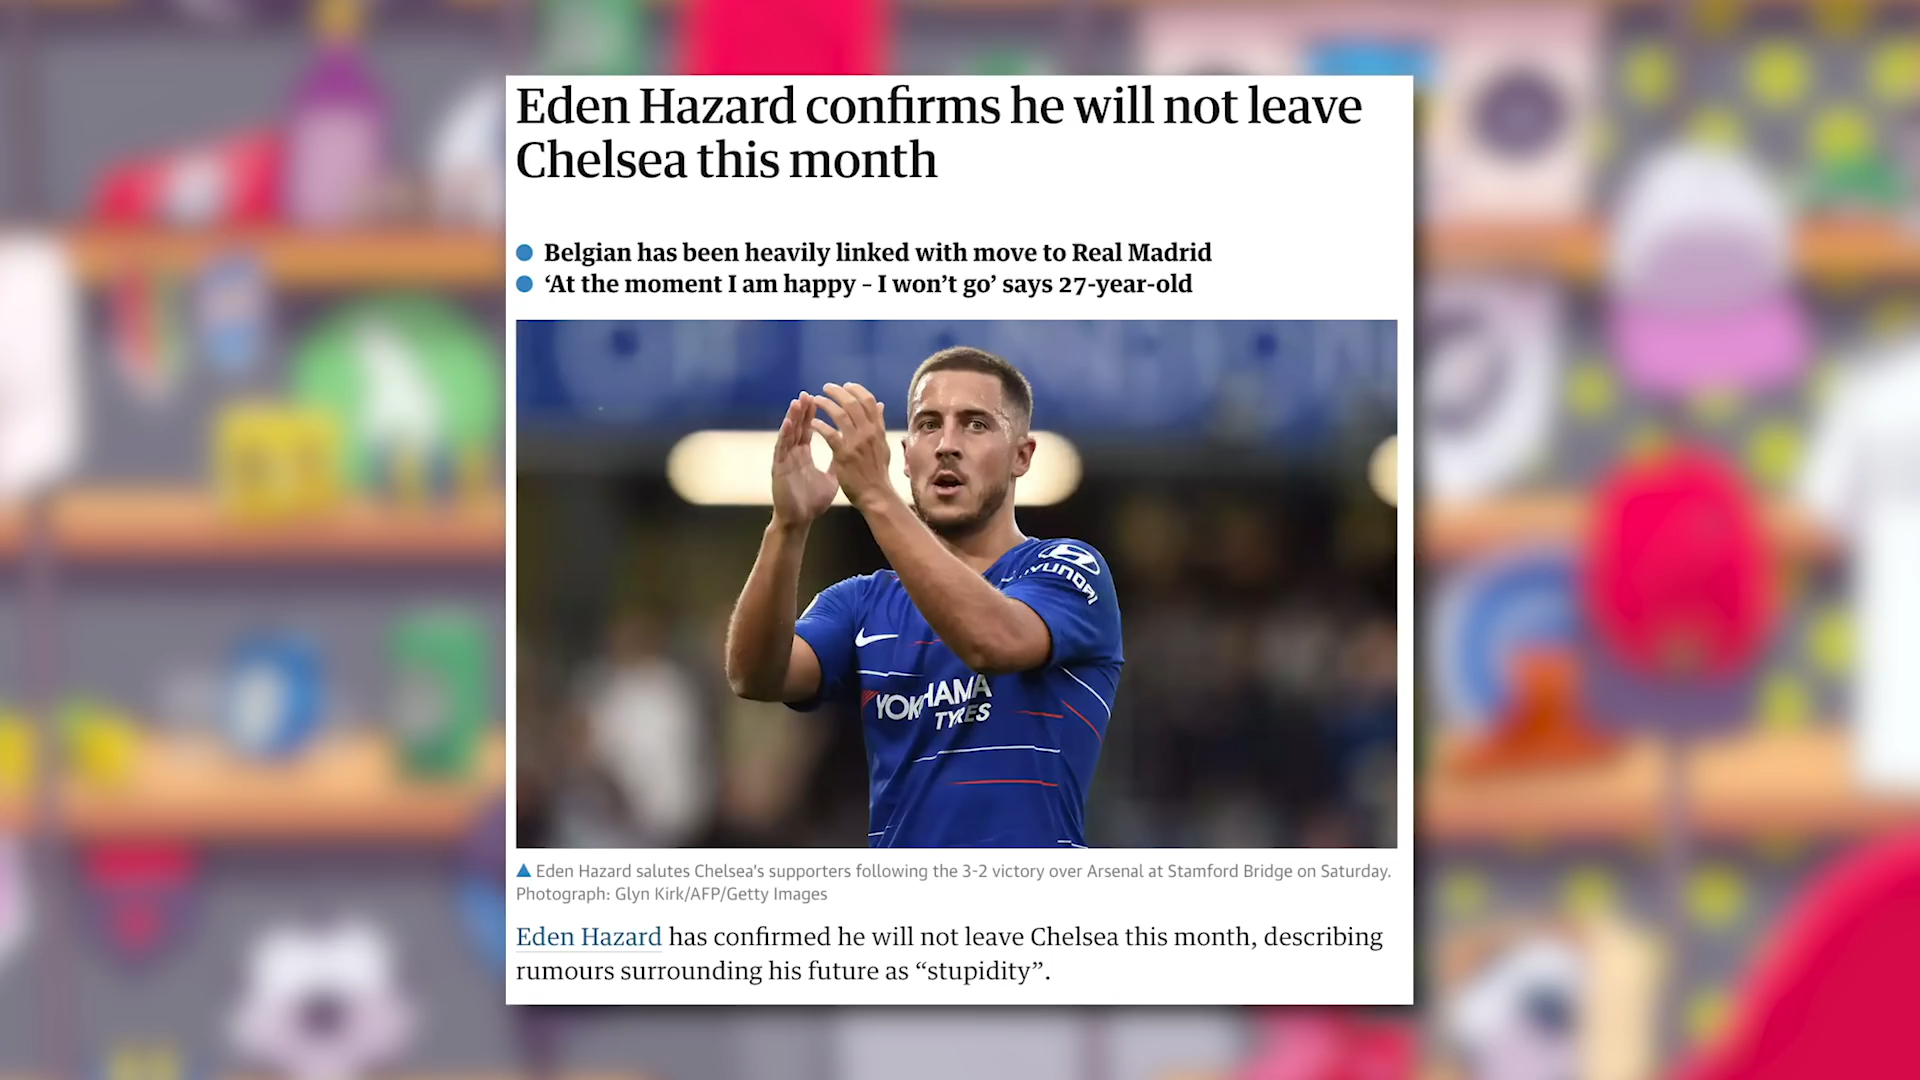 Eden Hazard confirms he will not leave
Chelsea this month
Belgian has been heavily linked with move to Real Madrid
‘At the moment I am happy – I won’t go’ says 27-year-old
HYUNDAI
YOKOHAMA
TYRES
Eden Hazard salutes Chelsea's supporters following the 3-2 victory over Arsenal at Stamford Bridge on Saturday.
Photograph: Glyn Kirk/AFP/Getty Images
Eden Hazard has confirmed he will not leave Chelsea this month, describing
rumours surrounding his future as “stupidity”.